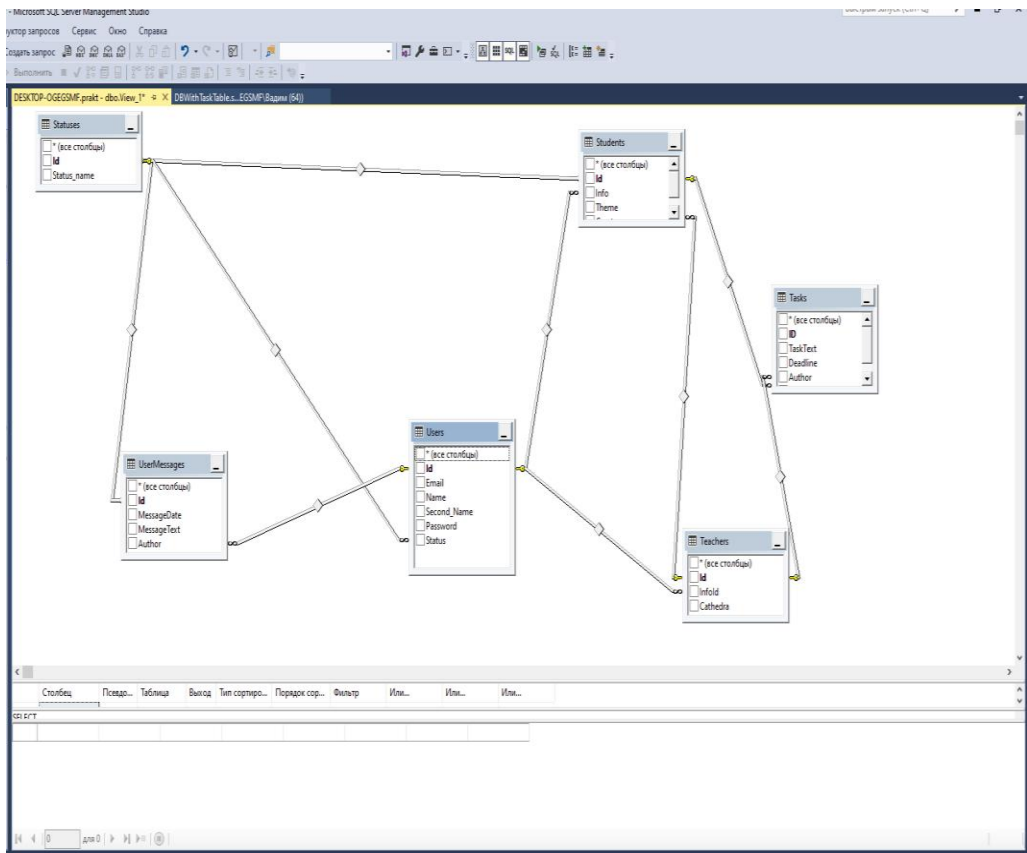 - Microsoft SQL Server Management Studio
руктор запросов Сервис Окно Справка
Создать запрос
Выполнить
DESKTOP-OGEGSMF.prakt - dbo.View_1* DBWithTaskTable.s...EGSMF\Вадим (64))
Statuses
* (все столбцы)
Id
Status_name
Students
* (все столбцы)
Id
Info
Theme
Tasks
* (все столбцы)
ID
TaskText
Deadline
Author
Users
* (все столбцы)
Id
Email
Name
Second_Name
Password
Status
UserMessages
* (все столбцы)
Id
MessageDate
MessageText
Author
Teachers
* (все столбцы)
Id
InfoId
Cathedra
Столбец Псевдо... Таблица Выход Тип сортиро... Порядок сор... Фильтр Или... Или... Или...
SELECT
0 для 0